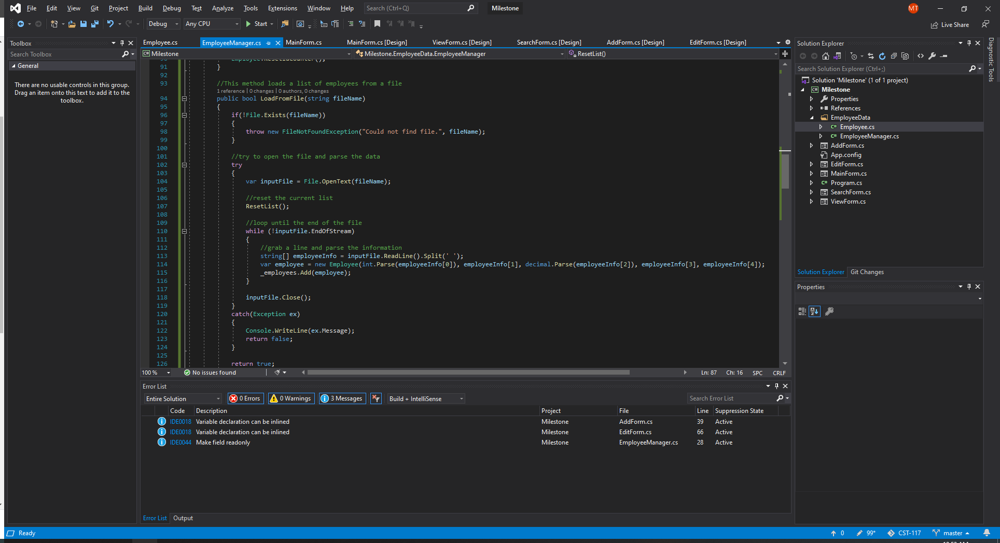 File Edit View Git Project Build Debug Test Analyze Tools Extensions Window Help Search (Ctrl+Q) Milestone MT
Debug Any CPU Start Live Share
Toolbox
Search Toolbox
General
There are no usable controls in this group.
Drag an item onto this text to add it to the
toolbox.
Employee.cs EmployeeManager.cs MainForm.cs MainForm.cs [Design] ViewForm.cs [Design] SearchForm.cs [Design] AddForm.cs [Design] EditForm.cs [Design]
C# Milestone Milestone.EmployeeData.EmployeeManager ResetList()
91 }
92
93 //This method loads a list of employees from a file
1 reference | 0 changes | 0 authors, 0 changes
94 public bool LoadFromFile(string fileName)
95 {
96 if(!File.Exists(fileName))
97 {
98 throw new FileNotFoundException("Could not find file.", fileName);
99 }
100
101 //try to open the file and parse the data
102 try
103 {
104 var inputFile = File.OpenText(fileName);
105
106 //reset the current list
107 ResetList();
108
109 //loop until the end of the file
110 while (!inputFile.EndOfStream)
111 {
112 //grab a line and parse the information
113 string[] employeeInfo = inputFile.ReadLine().Split(' ');
114 var employee = new Employee(int.Parse(employeeInfo[0]), employeeInfo[1], decimal.Parse(employeeInfo[2]), employeeInfo[3], employeeInfo[4]);
115 _employees.Add(employee);
116 }
117
118 inputFile.Close();
119 }
120 catch(Exception ex)
121 {
122 Console.WriteLine(ex.Message);
123 return false;
124 }
125
126 return true;
100 % No issues found Ln: 87 Ch: 16 SPC CRLF
Error List
Entire Solution 0 Errors 0 Warnings 3 Messages Build + IntelliSense Search Error List
Code Description Project File Line Suppression State
IDE0018 Variable declaration can be inlined Milestone AddForm.cs 39 Active
IDE0018 Variable declaration can be inlined Milestone EditForm.cs 66 Active
IDE0044 Make field readonly Milestone EmployeeManager.cs 28 Active
Error List Output
Solution Explorer
Search Solution Explorer (Ctrl+;)
Solution 'Milestone' (1 of 1 project)
C# Milestone
Properties
References
EmployeeData
C# Employee.cs
C# EmployeeManager.cs
AddForm.cs
App.config
EditForm.cs
MainForm.cs
C# Program.cs
SearchForm.cs
ViewForm.cs
Solution Explorer Git Changes
Properties
Diagnostic Tools
Ready 0 99* CST-117 master